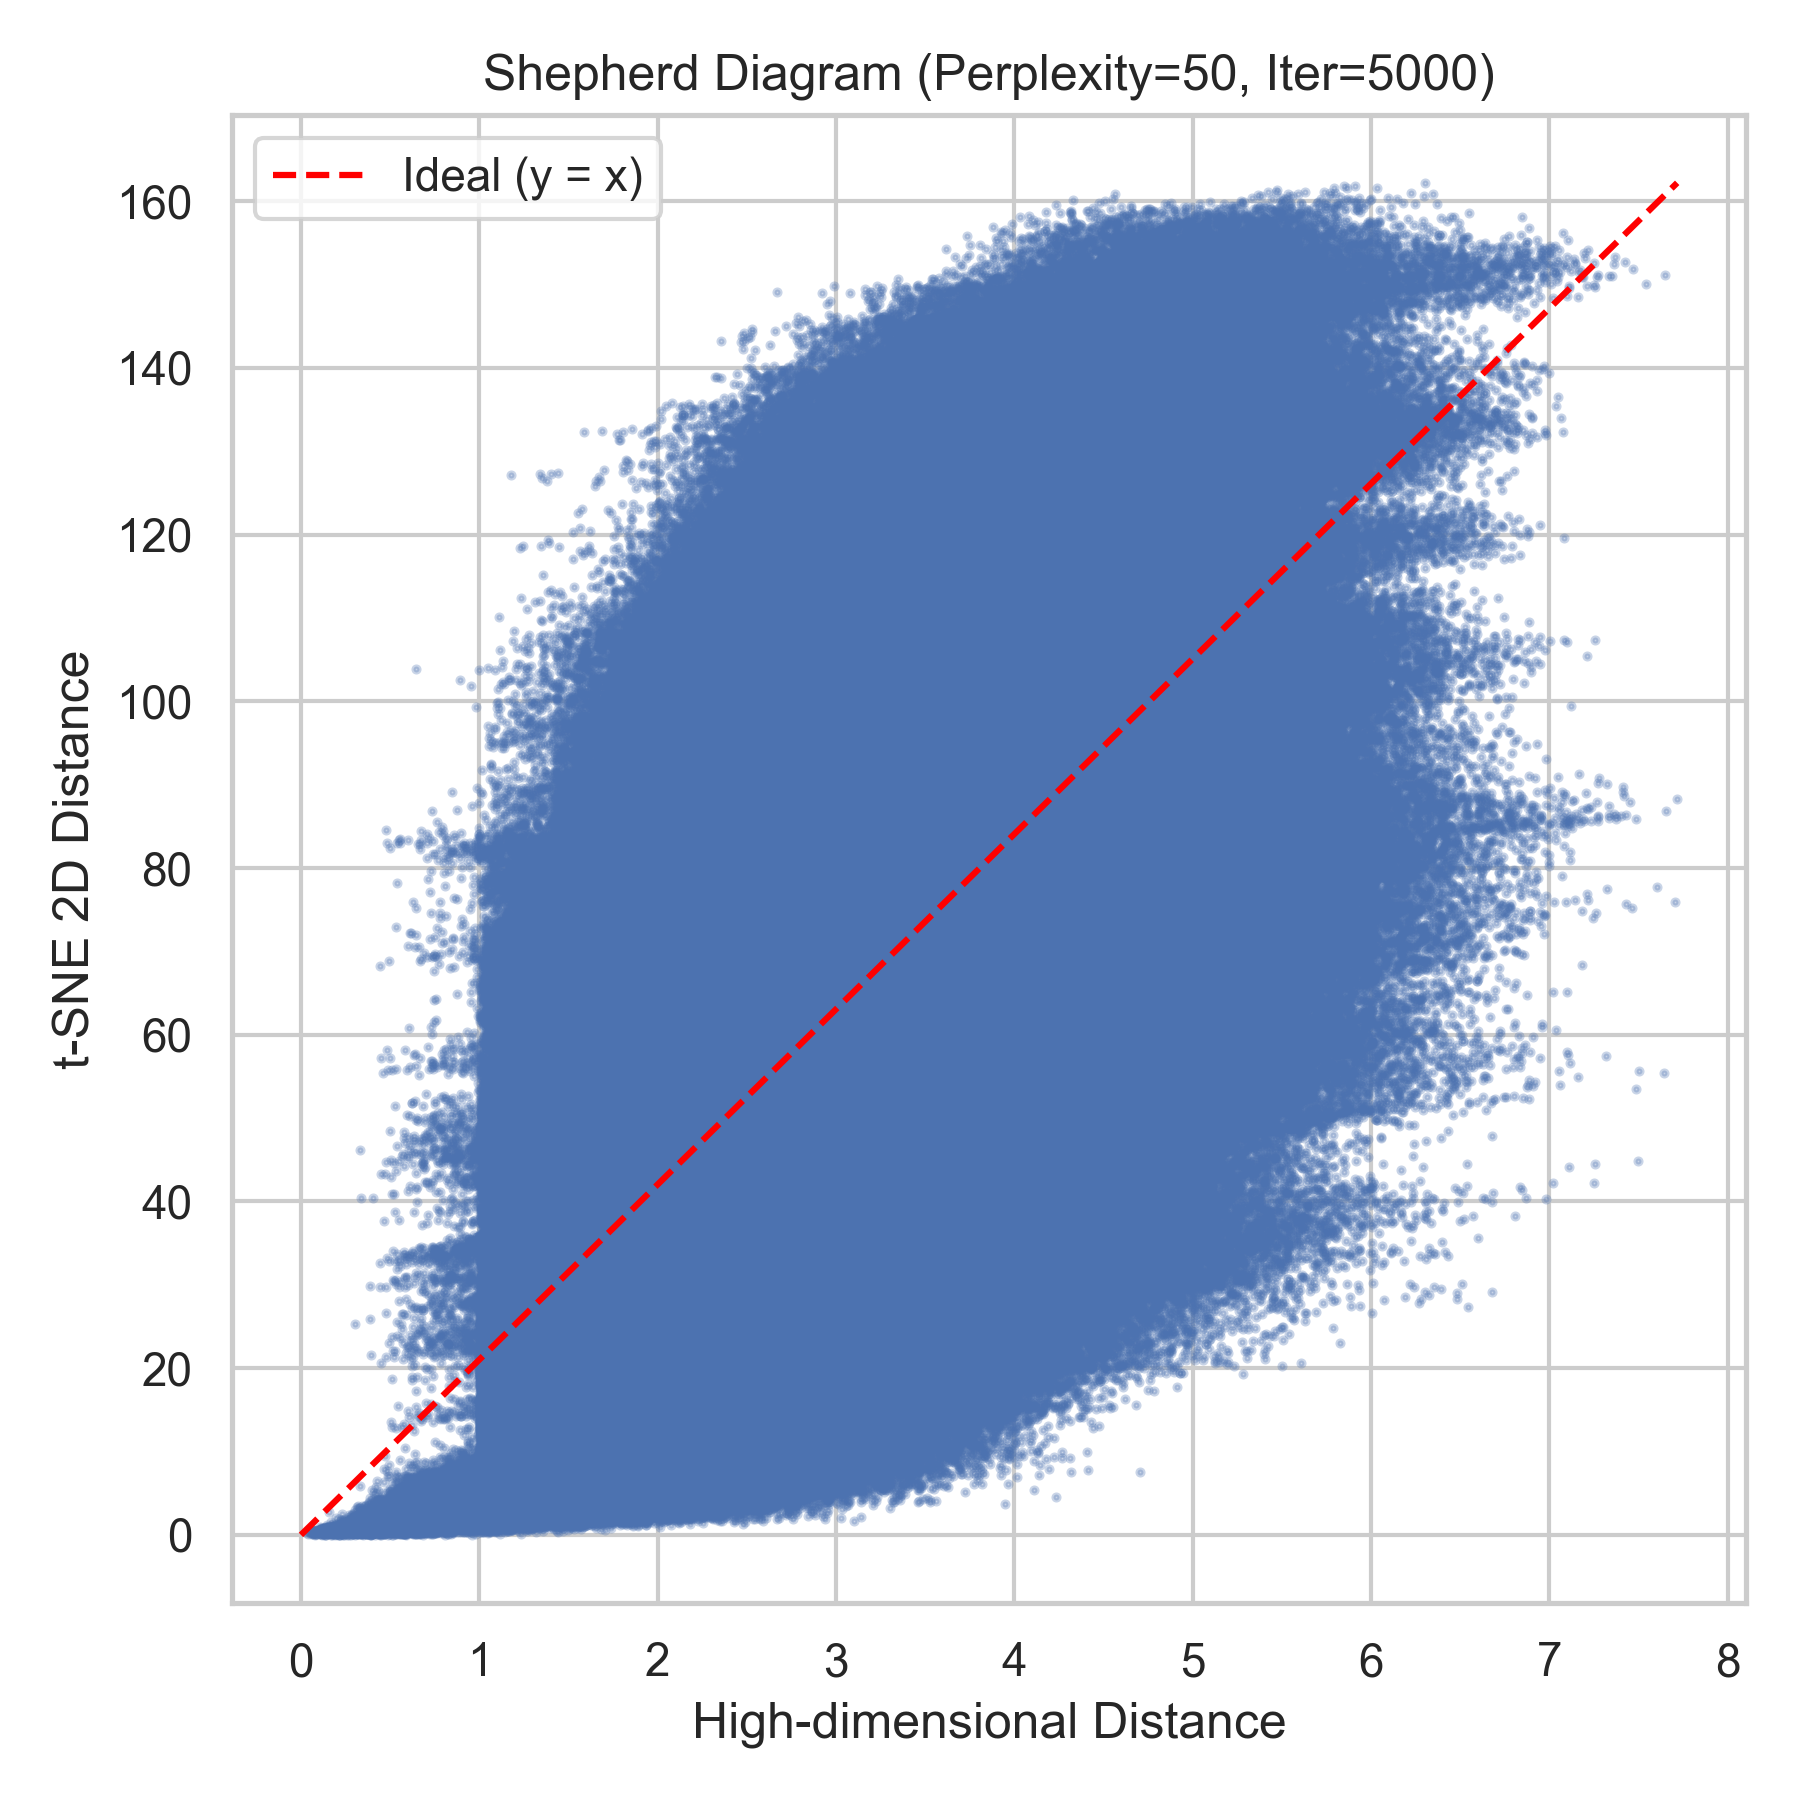 Shepherd Diagram (Perplexity=50, Iter=5000)
Ideal (y = x)
160
140
120
100
80
60
40
20
0
t-SNE 2D Distance
0 1 2 3 4 5 6 7 8
High-dimensional Distance